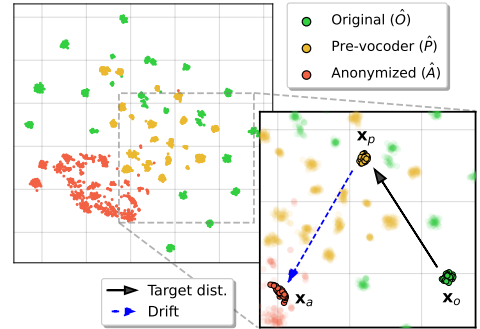 Original (Ô)
Pre-vocoder (P̂)
Anonymized (Â)
x_p
x_a
x_o
Target dist.
Drift